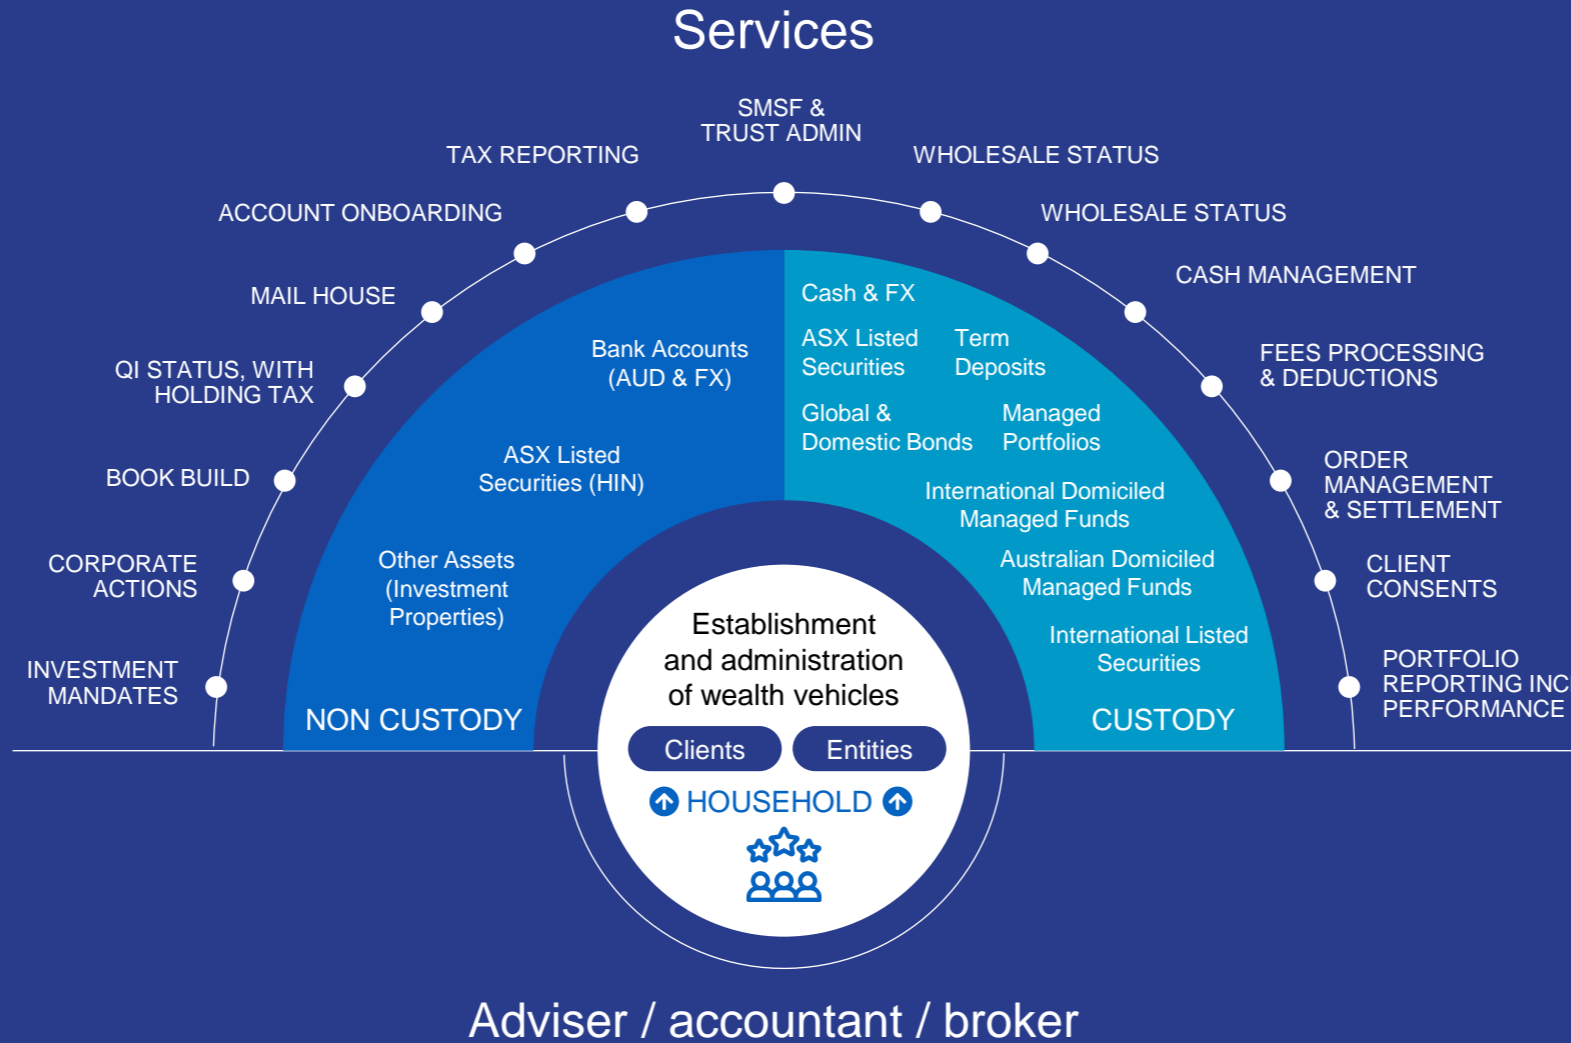 Services
SMSF &
TRUST ADMIN
TAX REPORTING
WHOLESALE STATUS
ACCOUNT ONBOARDING
WHOLESALE STATUS
MAIL HOUSE
CASH MANAGEMENT
QI STATUS, WITH
HOLDING TAX
FEES PROCESSING
& DEDUCTIONS
BOOK BUILD
ORDER
MANAGEMENT
& SETTLEMENT
CORPORATE
ACTIONS
CLIENT
CONSENTS
INVESTMENT
MANDATES
PORTFOLIO
REPORTING INC
PERFORMANCE
Bank Accounts
(AUD & FX)
ASX Listed
Securities (HIN)
Other Assets
(Investment
Properties)
NON CUSTODY
Cash & FX
ASX Listed
Securities
Term
Deposits
Global &
Domestic Bonds
Managed
Portfolios
International Domiciled
Managed Funds
Australian Domiciled
Managed Funds
International Listed
Securities
CUSTODY
Establishment
and administration
of wealth vehicles
Clients
Entities
HOUSEHOLD
Adviser / accountant / broker